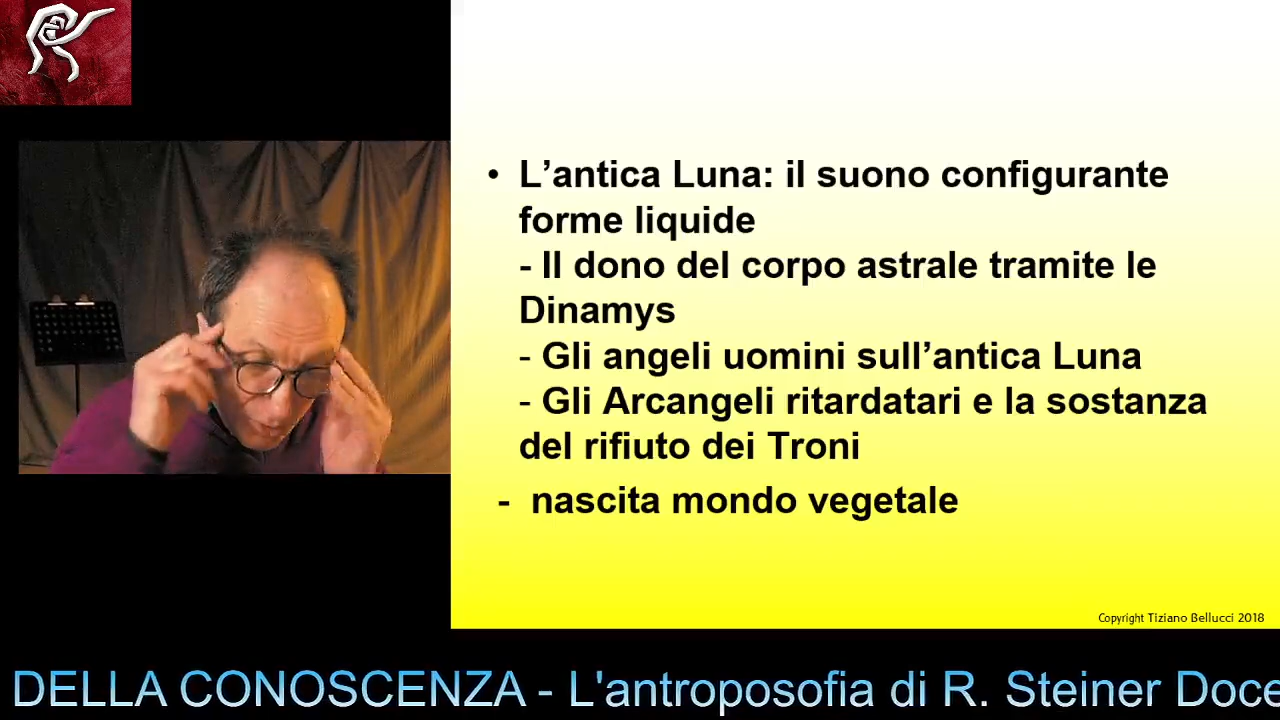 • L’antica Luna: il suono configurante
forme liquide
- Il dono del corpo astrale tramite le
Dinamys
- Gli angeli uomini sull’antica Luna
- Gli Arcangeli ritardatari e la sostanza
del rifiuto dei Troni
- nascita mondo vegetale
Copyright Tiziano Bellucci 2018
DELLA CONOSCENZA - L'antroposofia di R. Steiner Doce